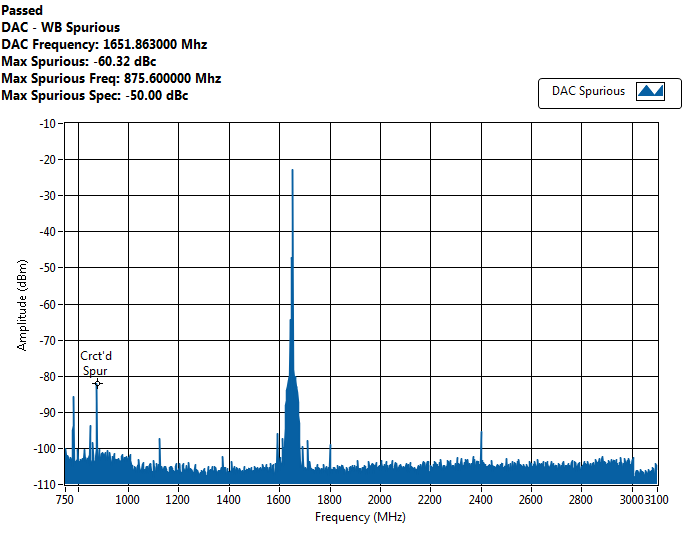 Passed
DAC - WB Spurious
DAC Frequency: 1651.863000 Mhz
Max Spurious: -60.32 dBc
Max Spurious Freq: 875.600000 Mhz
Max Spurious Spec: -50.00 dBc
DAC Spurious
-10
-20
-30
-40
-50
-60
-70
-80
-90
-100
-110
Amplitude (dBm)
Crct'd
Spur
750 1000 1200 1400 1600 1800 2000 2200 2400 2600 2800 3000 3100
Frequency (MHz)